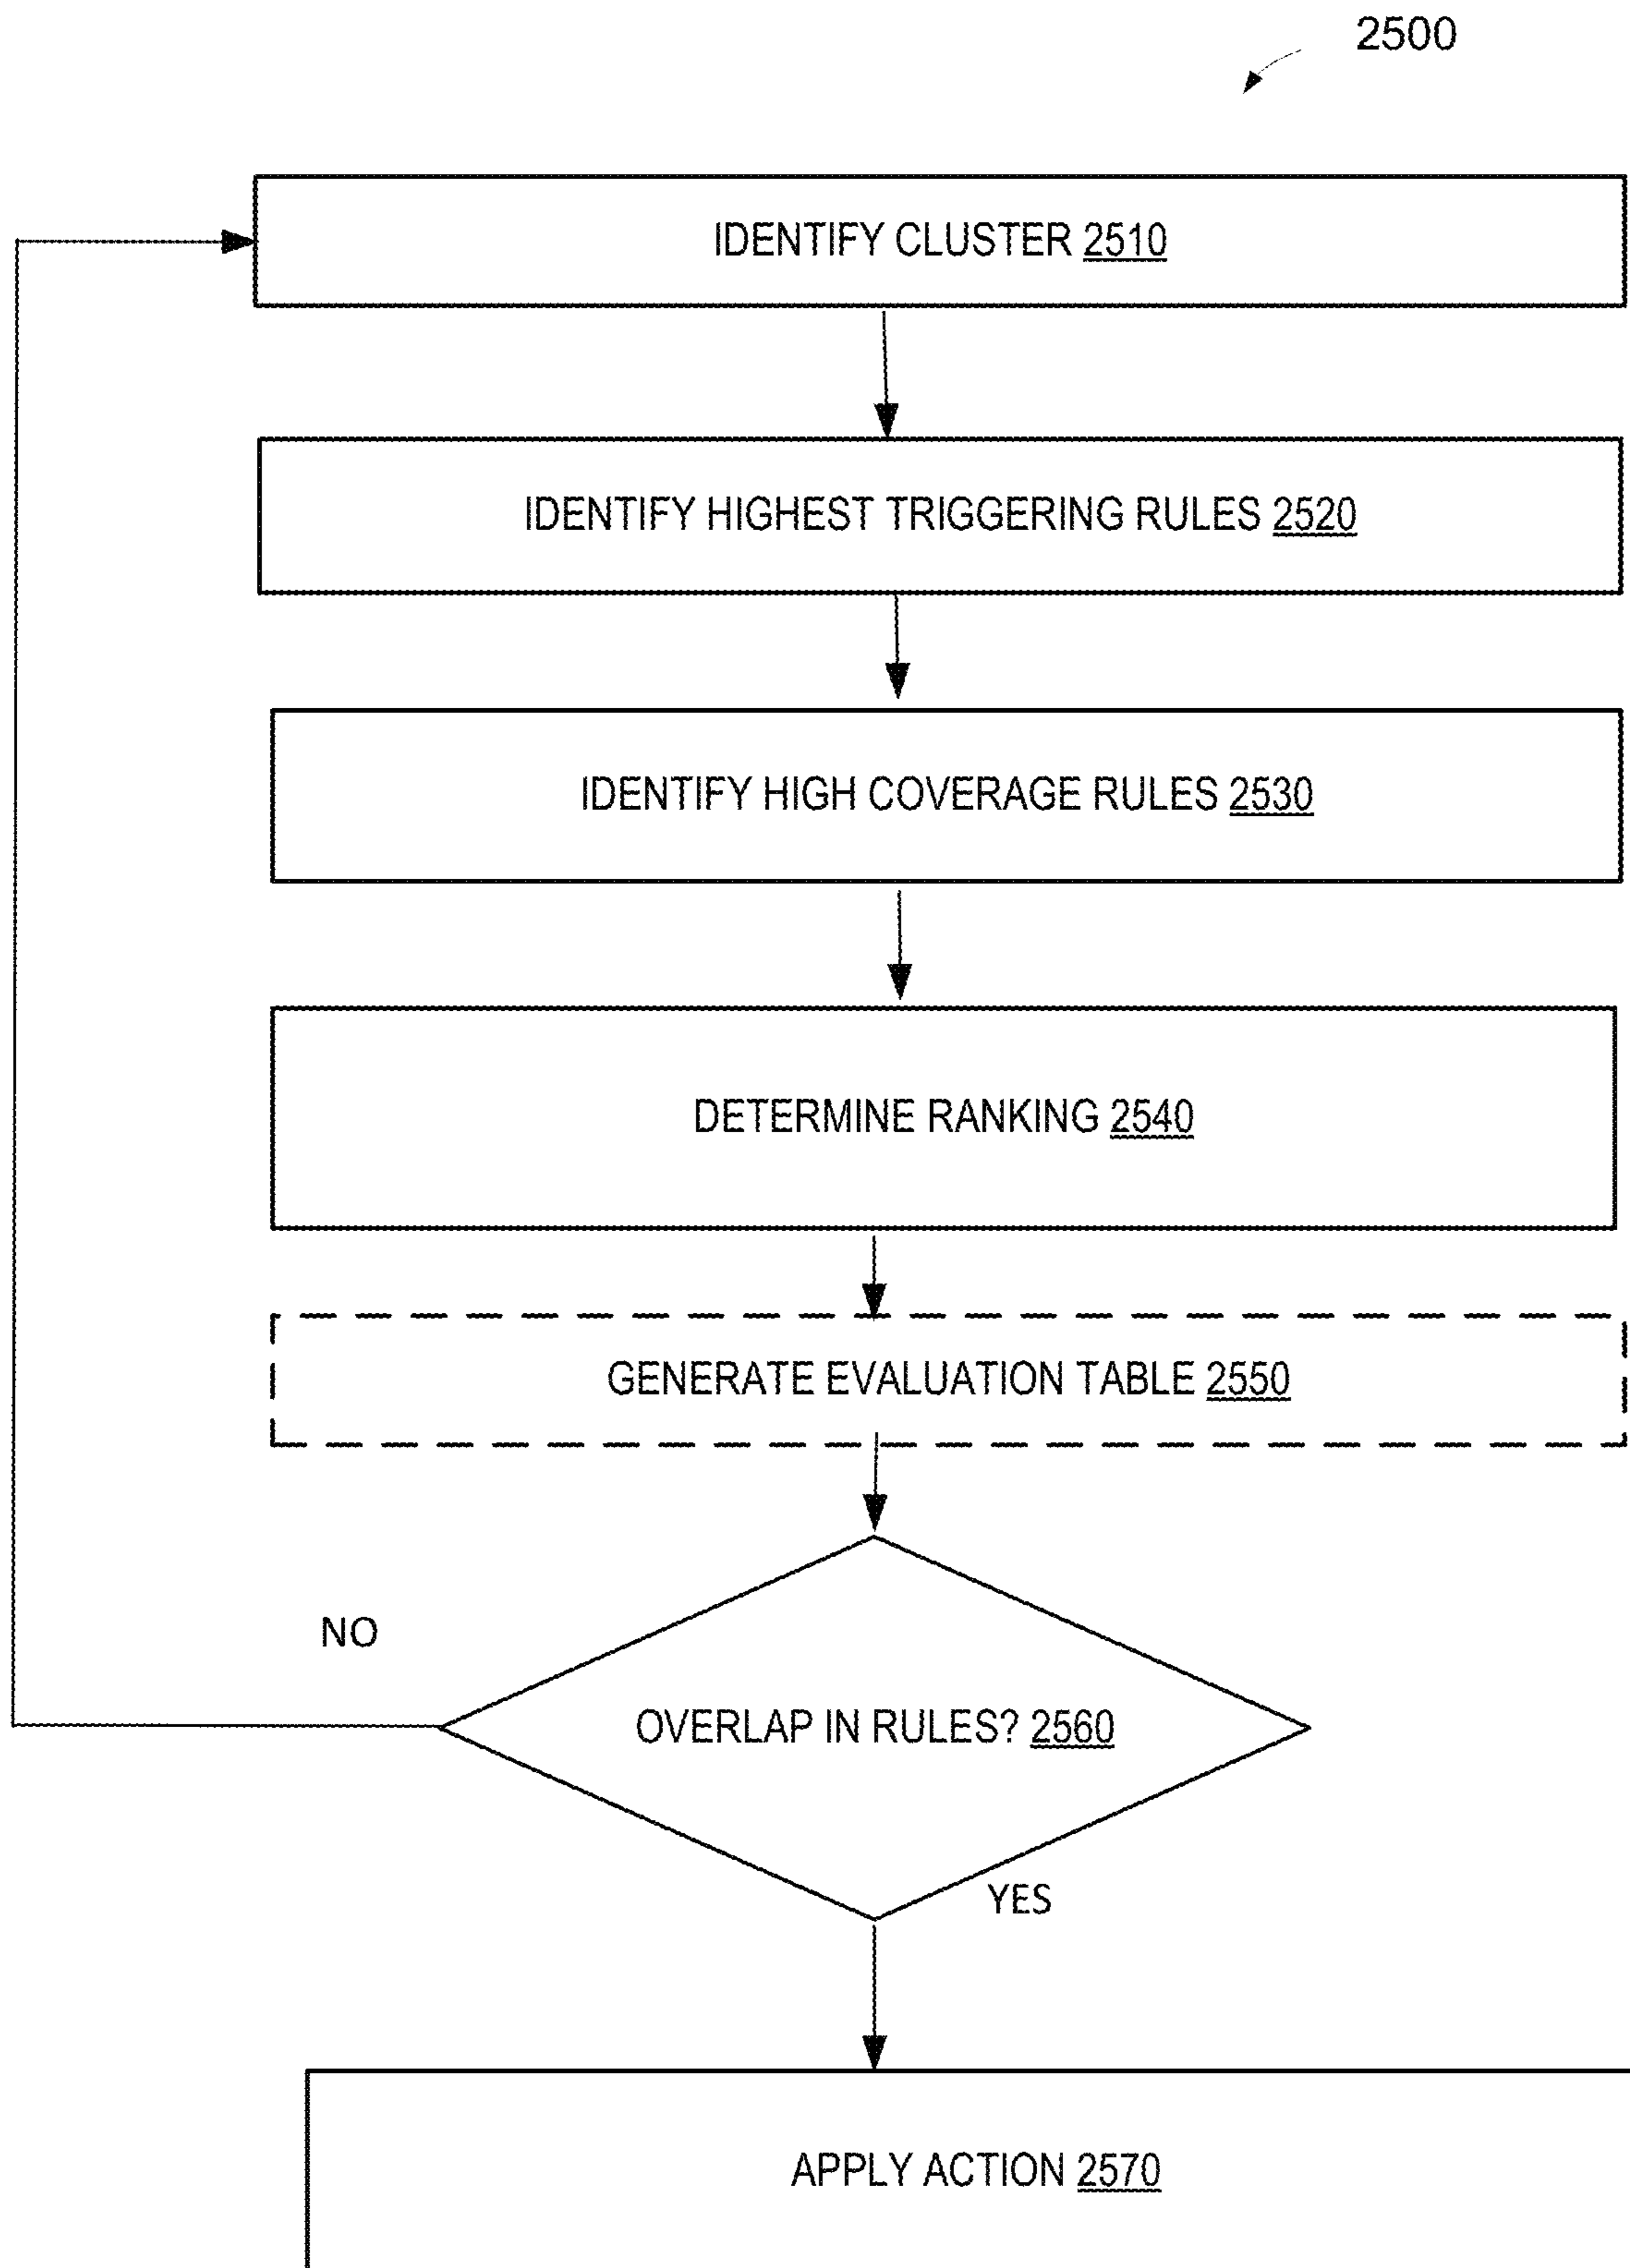 2500
IDENTIFY CLUSTER 2510
IDENTIFY HIGHEST TRIGGERING RULES 2520
IDENTIFY HIGH COVERAGE RULES 2530
DETERMINE RANKING 2540
GENERATE EVALUATION TABLE 2550
NO
OVERLAP IN RULES? 2560
YES
APPLY ACTION 2570